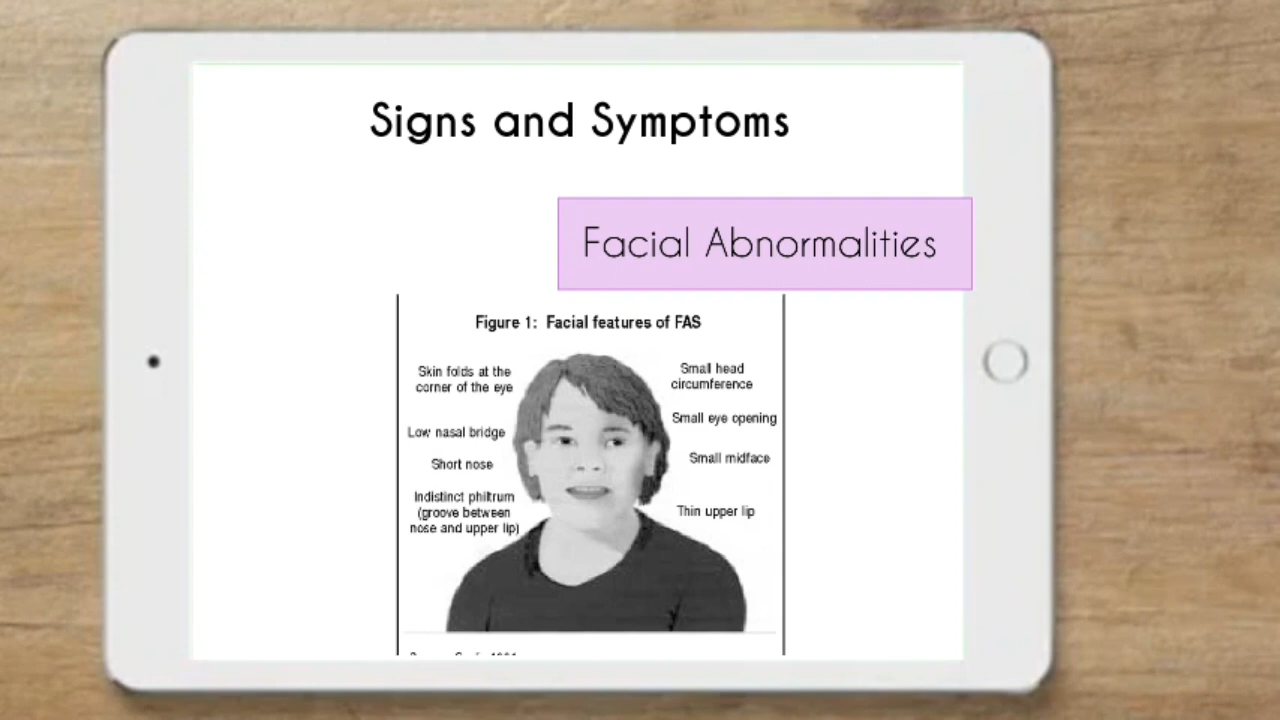 Signs and Symptoms
Facial Abnormalities
Figure 1: Facial features of FAS
Skin folds at the
corner of the eye
Low nasal bridge
Short nose
Indistinct philtrum
(groove between
nose and upper lip)
Small head
circumference
Small eye opening
Small midface
Thin upper lip